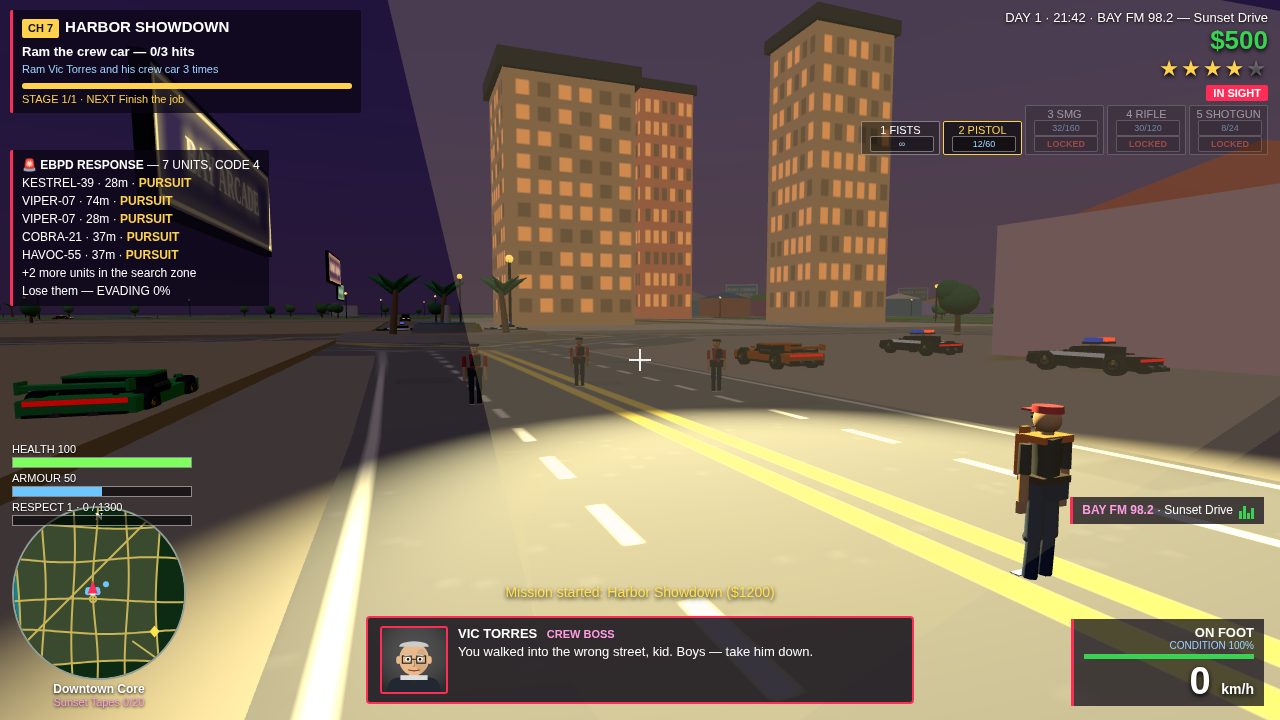 CH 7 HARBOR SHOWDOWN
Ram the crew car — 0/3 hits
Ram Vic Torres and his crew car 3 times
STAGE 1/1 · NEXT Finish the job
🚨 EBPD RESPONSE — 7 UNITS, CODE 4
KESTREL-39 · 28m · PURSUIT
VIPER-07 · 74m · PURSUIT
VIPER-07 · 28m · PURSUIT
COBRA-21 · 37m · PURSUIT
HAVOC-55 · 37m · PURSUIT
+2 more units in the search zone
Lose them — EVADING 0%
DAY 1 · 21:42 · BAY FM 98.2 — Sunset Drive
$500
★★★★★
IN SIGHT
1 FISTS
∞
2 PISTOL
12/60
3 SMG
32/160
LOCKED
4 RIFLE
30/120
LOCKED
5 SHOTGUN
8/24
LOCKED
ARCADE
HEALTH 100
ARMOUR 50
RESPECT 1 · 0 / 1300
N
Downtown Core
Sunset Tapes 0/20
BAY FM 98.2 · Sunset Drive
Mission started: Harbor Showdown ($1200)
VIC TORRES CREW BOSS
You walked into the wrong street, kid. Boys — take him down.
ON FOOT
CONDITION 100%
0 km/h